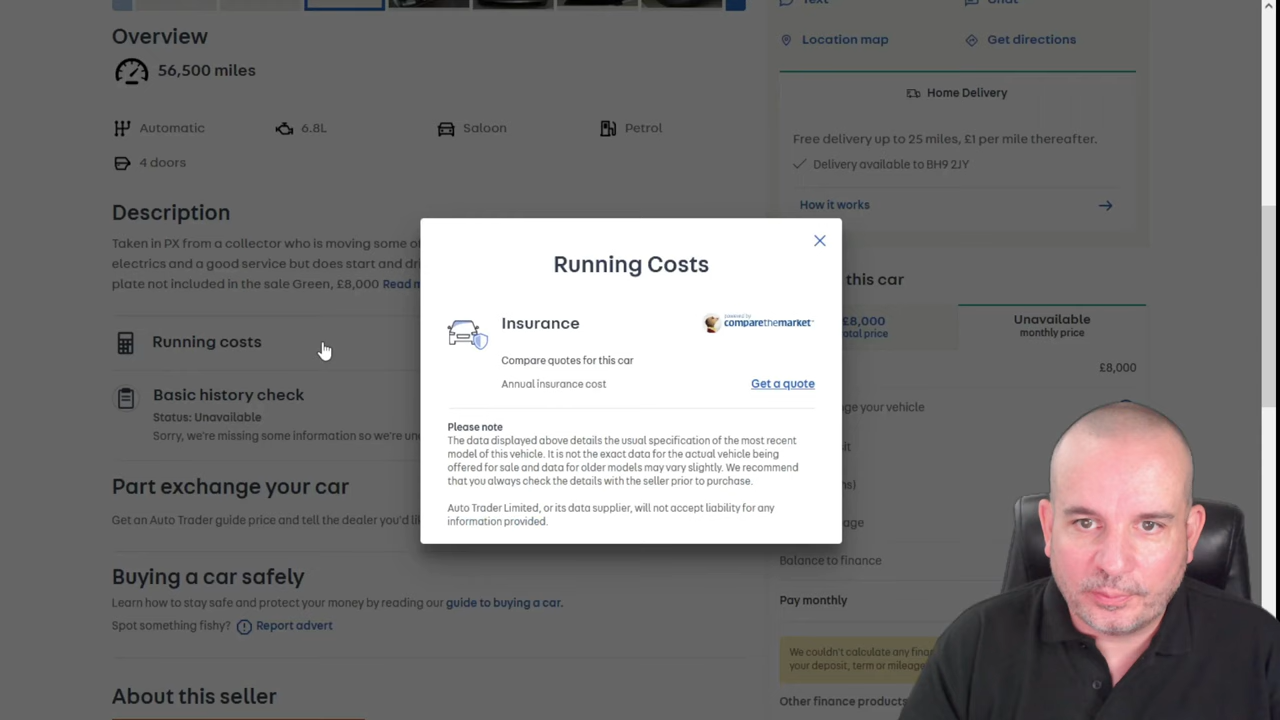 Text
Chat
Location map
Get directions
Overview
56,500 miles
Home Delivery
Automatic
6.8L
Saloon
Petrol
Free delivery up to 25 miles, £1 per mile thereafter.
4 doors
Delivery available to BH9 2JY
How it works
Description
Taken in PX from a collector who is moving some of
electrics and a good service but does start and dri
plate not included in the sale Green, £8,000 Read m
Running costs
Basic history check
Status: Unavailable
Sorry, we're missing some information so we're un
Part exchange your car
Get an Auto Trader guide price and tell the dealer you'd lik
Buying a car safely
Learn how to stay safe and protect your money by reading our guide to buying a car.
Spot something fishy? Report advert
About this seller
Running Costs
Insurance
powered by
comparethemarket
Compare quotes for this car
Annual insurance cost
Get a quote
Please note
The data displayed above details the usual specification of the most recent
model of this vehicle. It is not the exact data for the actual vehicle being
offered for sale and data for older models may vary slightly. We recommend
that you always check the details with the seller prior to purchase.
Auto Trader Limited, or its data supplier, will not accept liability for any
information provided.
this car
£8,000
total price
Unavailable
monthly price
£8,000
nge your vehicle
Balance to finance
Pay monthly
We couldn't calculate any finan
your deposit, term or mileage
Other finance products